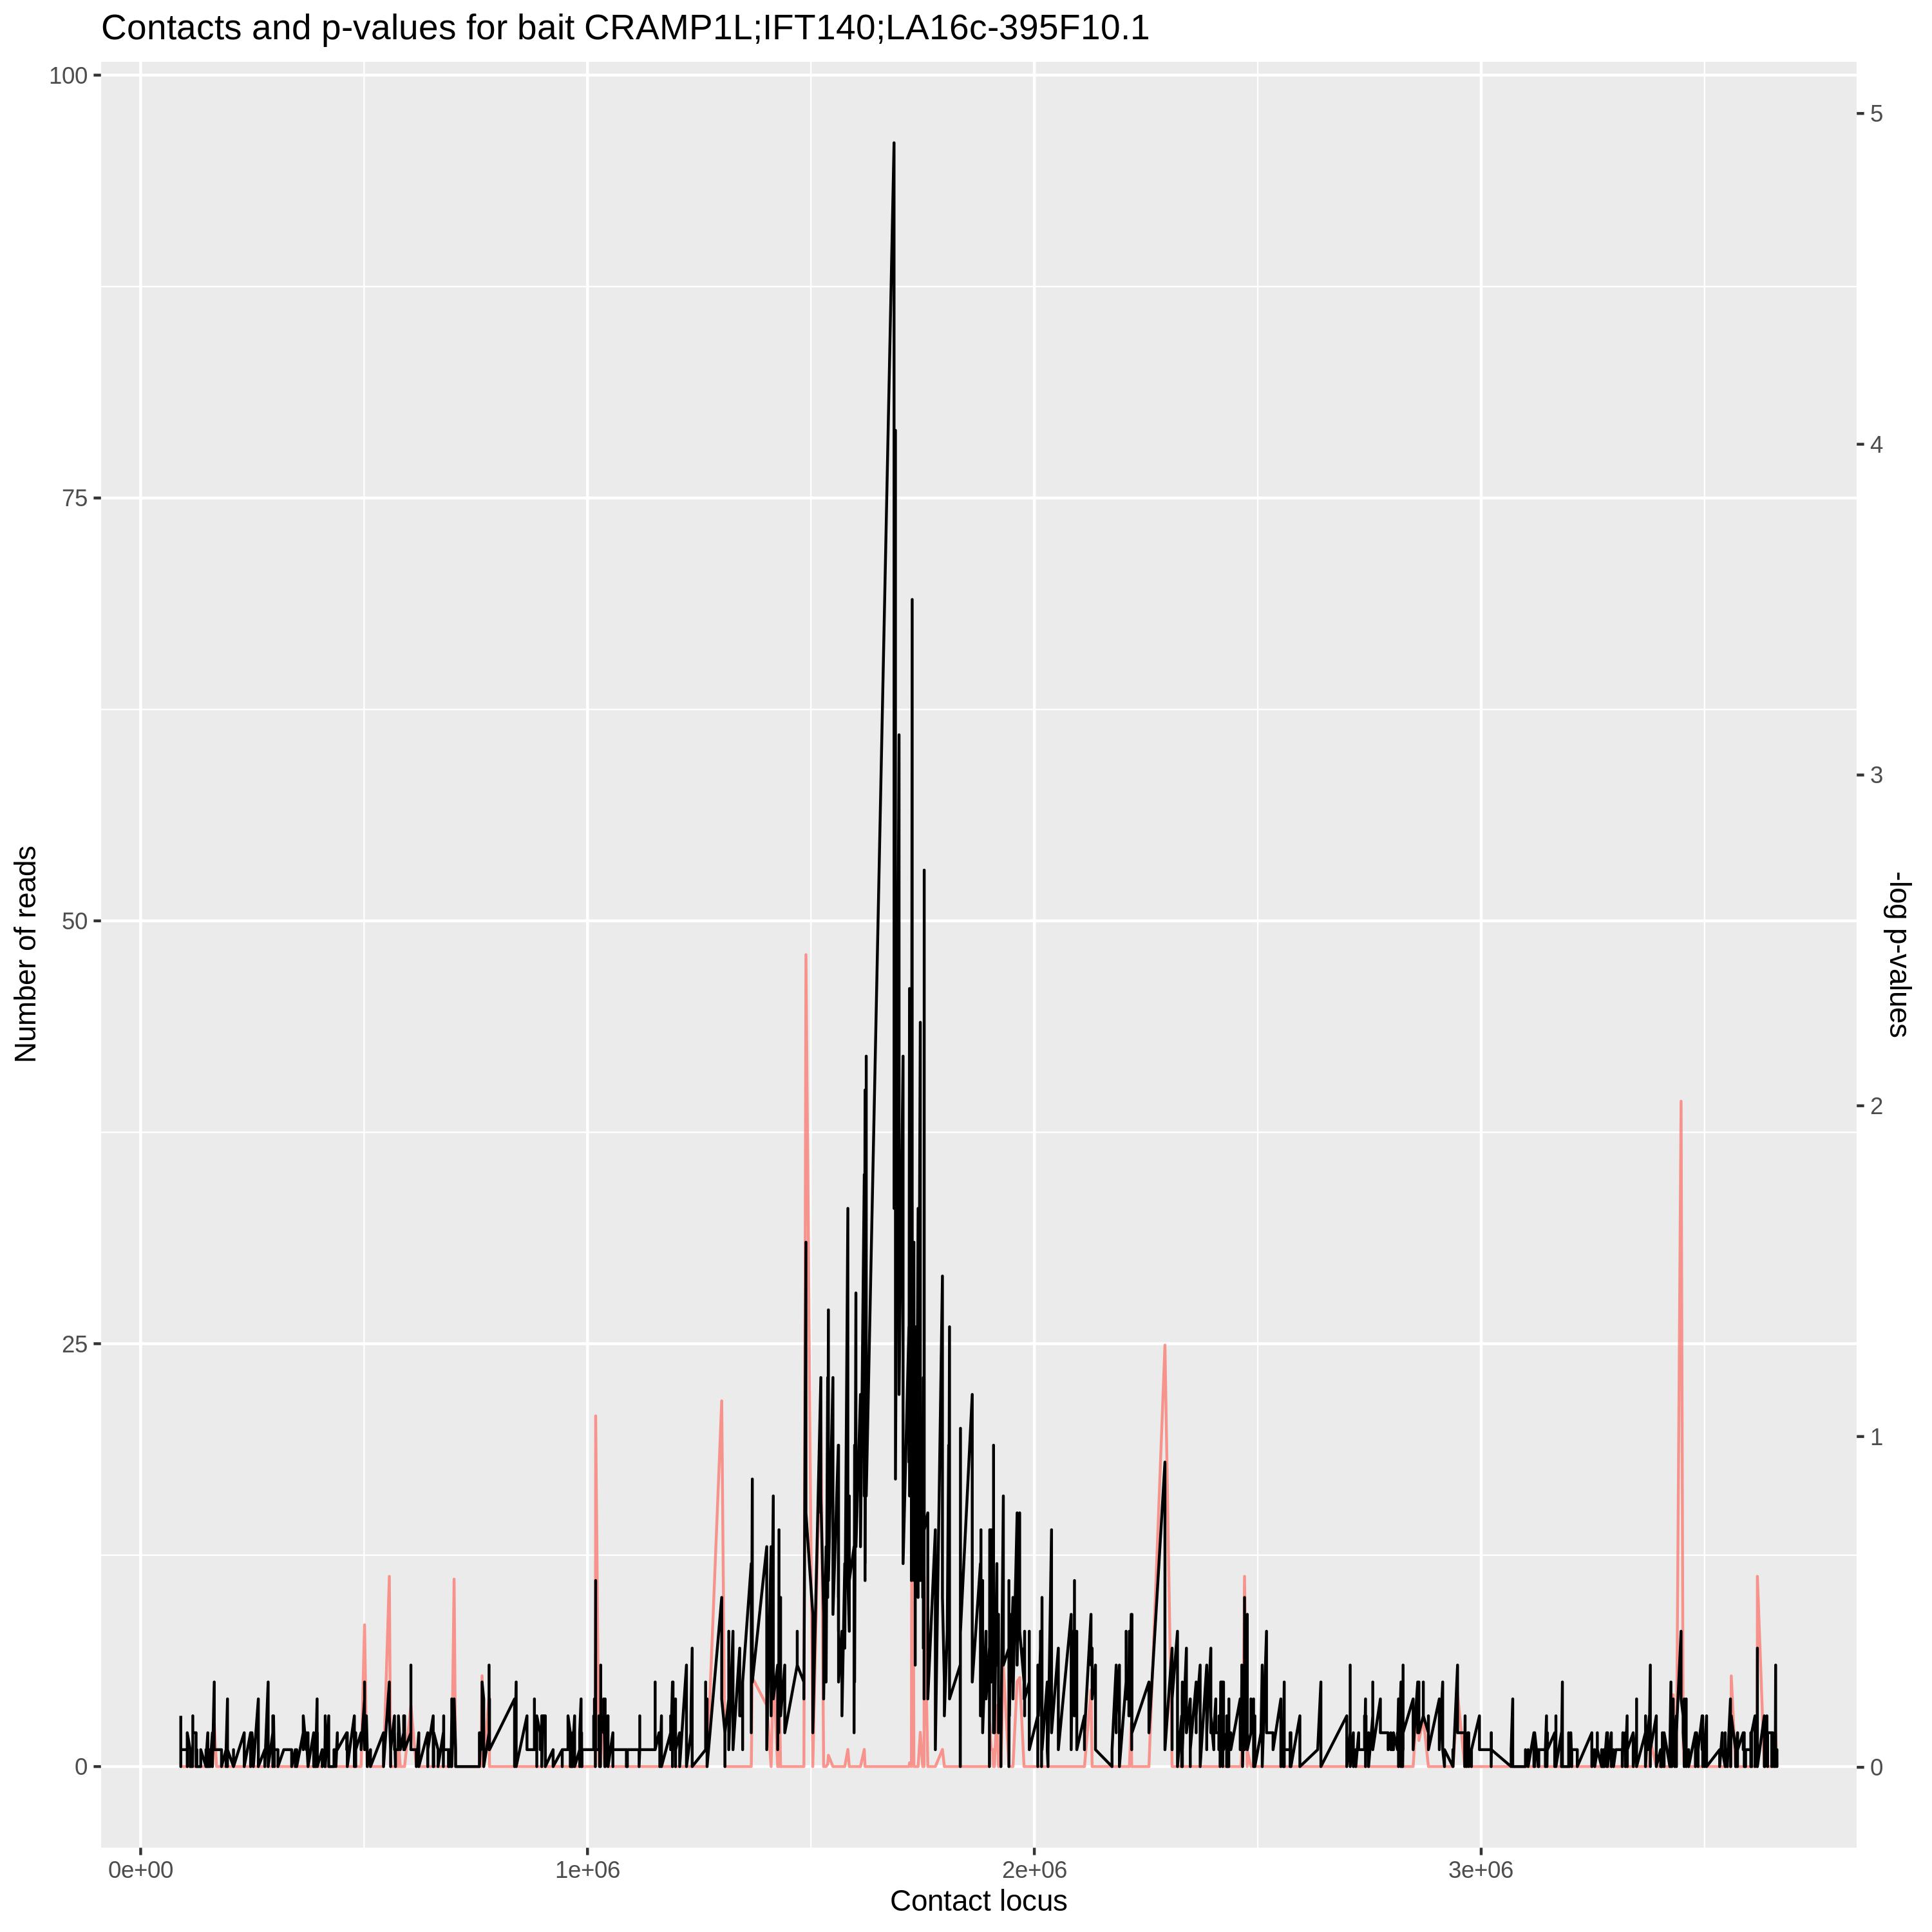 Contacts and p-values for bait CRAMP1L;IFT140;LA16c-395F10.1
100
75
50
25
0
Number of reads
5
4
3
2
1
0
-log p-values
0e+00
1e+06
2e+06
3e+06
Contact locus